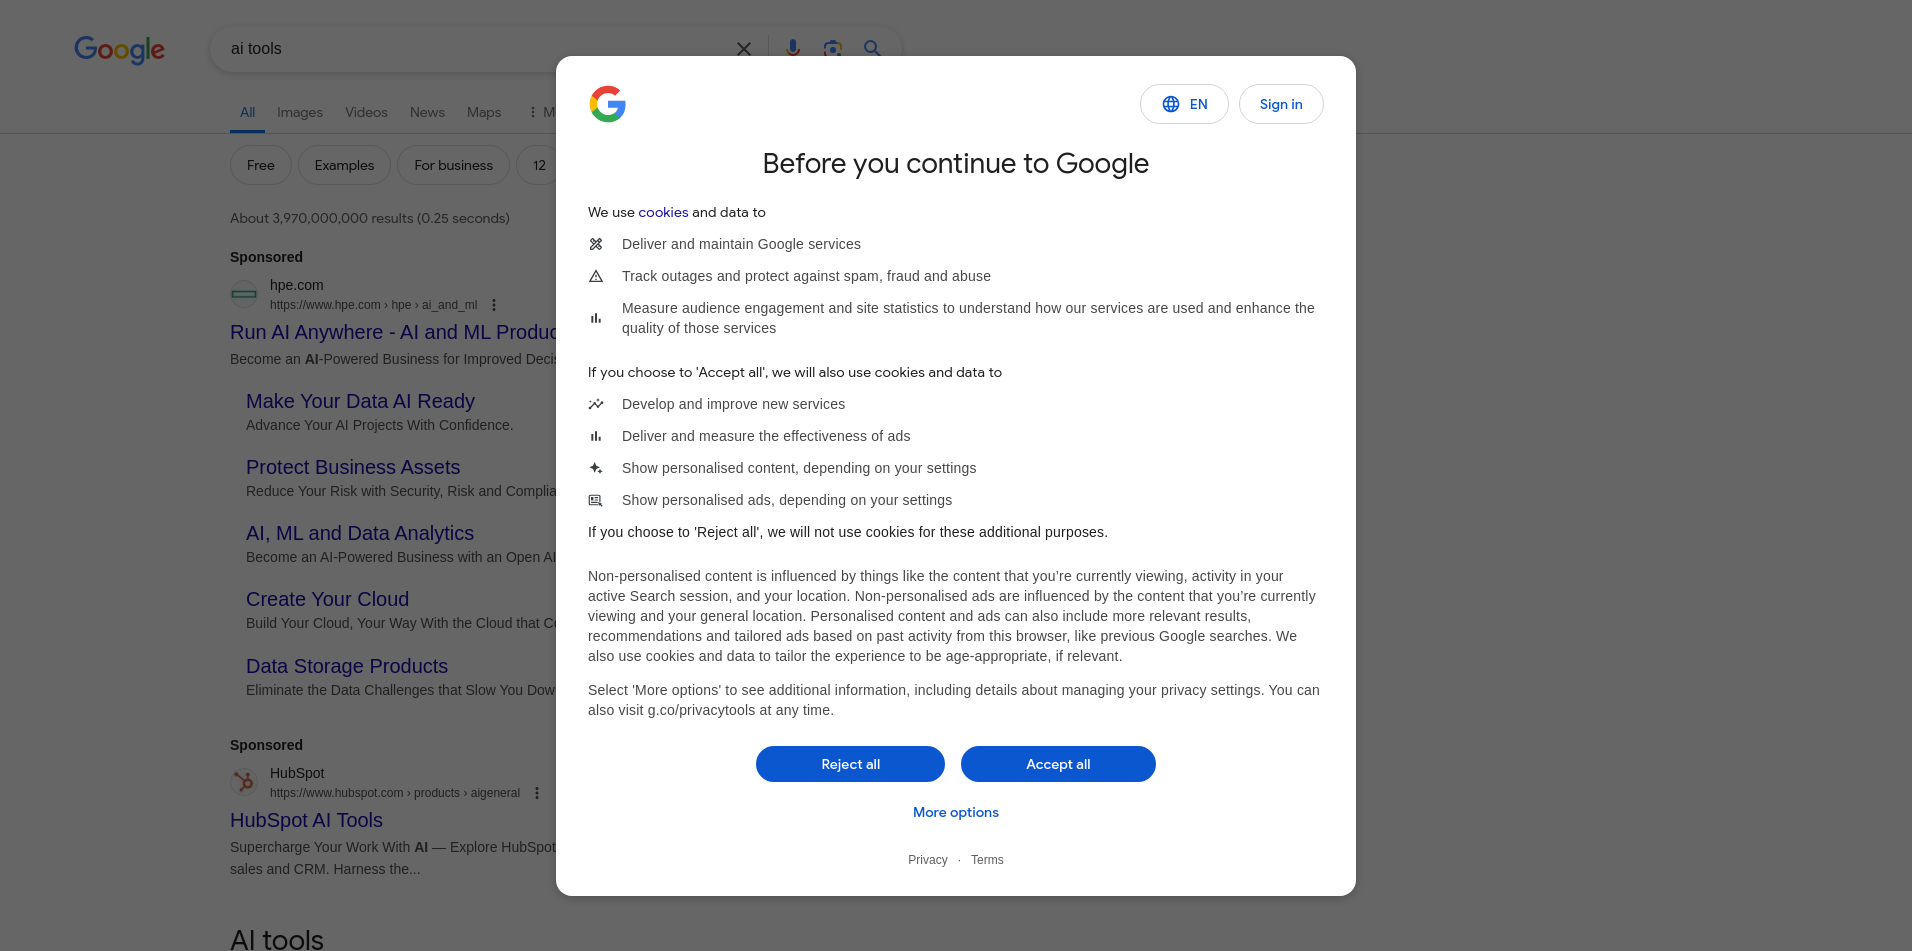 Google
ai tools
All
Images
Videos
News
Maps
Free
Examples
For business
12
About 3,970,000,000 results (0.25 seconds)
Sponsored
hpe.com
https://www.hpe.com › hpe › ai_and_ml
Run AI Anywhere - AI and ML
Become an AI-Powered Business for Improved
Make Your Data AI Ready
Advance Your AI Projects With Confidence.
Protect Business Assets
Reduce Your Risk with Security, Risk and
AI, ML and Data Analytics
Become an AI-Powered Business with an Open
Create Your Cloud
Build Your Cloud, Your Way With the Cloud that
Data Storage Products
Eliminate the Data Challenges that Slow You
Sponsored
HubSpot
https://www.hubspot.com › products › aigeneral
HubSpot AI Tools
Supercharge Your Work With AI — Explore HubSpot
sales and CRM. Harness the...
AI tools
EN
Sign in
Before you continue to Google
We use cookies and data to
Deliver and maintain Google services
Track outages and protect against spam, fraud and abuse
Measure audience engagement and site statistics to understand how our services are used and enhance the
quality of those services
If you choose to 'Accept all', we will also use cookies and data to
Develop and improve new services
Deliver and measure the effectiveness of ads
Show personalised content, depending on your settings
Show personalised ads, depending on your settings
If you choose to 'Reject all', we will not use cookies for these additional purposes.
Non-personalised content is influenced by things like the content that you’re currently viewing, activity in your
active Search session, and your location. Non-personalised ads are influenced by the content that you’re currently
viewing and your general location. Personalised content and ads can also include more relevant results,
recommendations and tailored ads based on past activity from this browser, like previous Google searches. We
also use cookies and data to tailor the experience to be age-appropriate, if relevant.
Select 'More options' to see additional information, including details about managing your privacy settings. You can
also visit g.co/privacytools at any time.
Reject all
Accept all
More options
Privacy · Terms